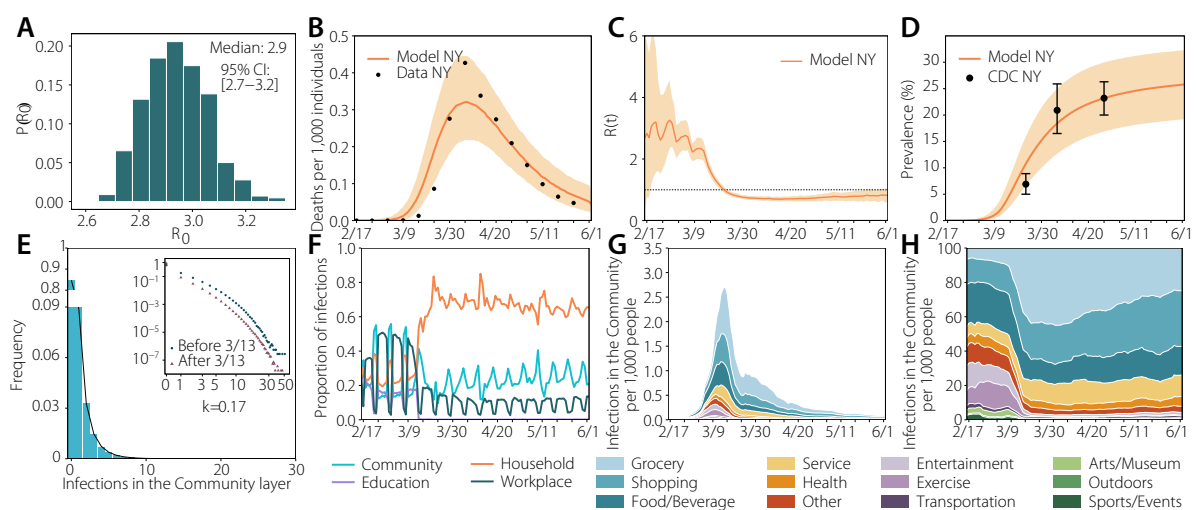 A
P(R0)
0.20
0.15
0.10
0.05
0.00
Median: 2.9
95% CI:
[2.7–3.2]
2.6 2.8 3.0 3.2
R0
B
Deaths per 1,000 individuals
0.5
0.4
0.3
0.2
0.1
0.0
Model NY
Data NY
2/17 3/9 3/30 4/20 5/11 6/1
C
R(t)
6
4
2
0
Model NY
2/17 3/9 3/30 4/20 5/11 6/1
D
Prevalence (%)
30
25
20
15
10
5
0
Model NY
CDC NY
2/17 3/9 3/30 4/20 5/11 6/1
E
Frequency
1
0.9
0.8
0.09
0.06
0.03
0
1
10−1
10−3
10−5
10−7
Before 3/13
After 3/13
0 1 3 5 10 30 50
k=0.17
0 10 20 30
Infections in the Community layer
F
Proportion of infections
1.0
0.8
0.6
0.4
0.2
0.0
2/17 3/9 3/30 4/20 5/11 6/1
G
Infections in the Community
per 1,000 people
3.5
3.0
2.5
2.0
1.5
1.0
0.5
0.0
2/17 3/9 3/30 4/20 5/11 6/1
H
Infections in the Community
per 1,000 people
100
80
60
40
20
0
2/17 3/9 3/30 4/20 5/11 6/1
Community
Education
Household
Workplace
Grocery
Shopping
Food/Beverage
Service
Health
Other
Entertainment
Exercise
Transportation
Arts/Museum
Outdoors
Sports/Events